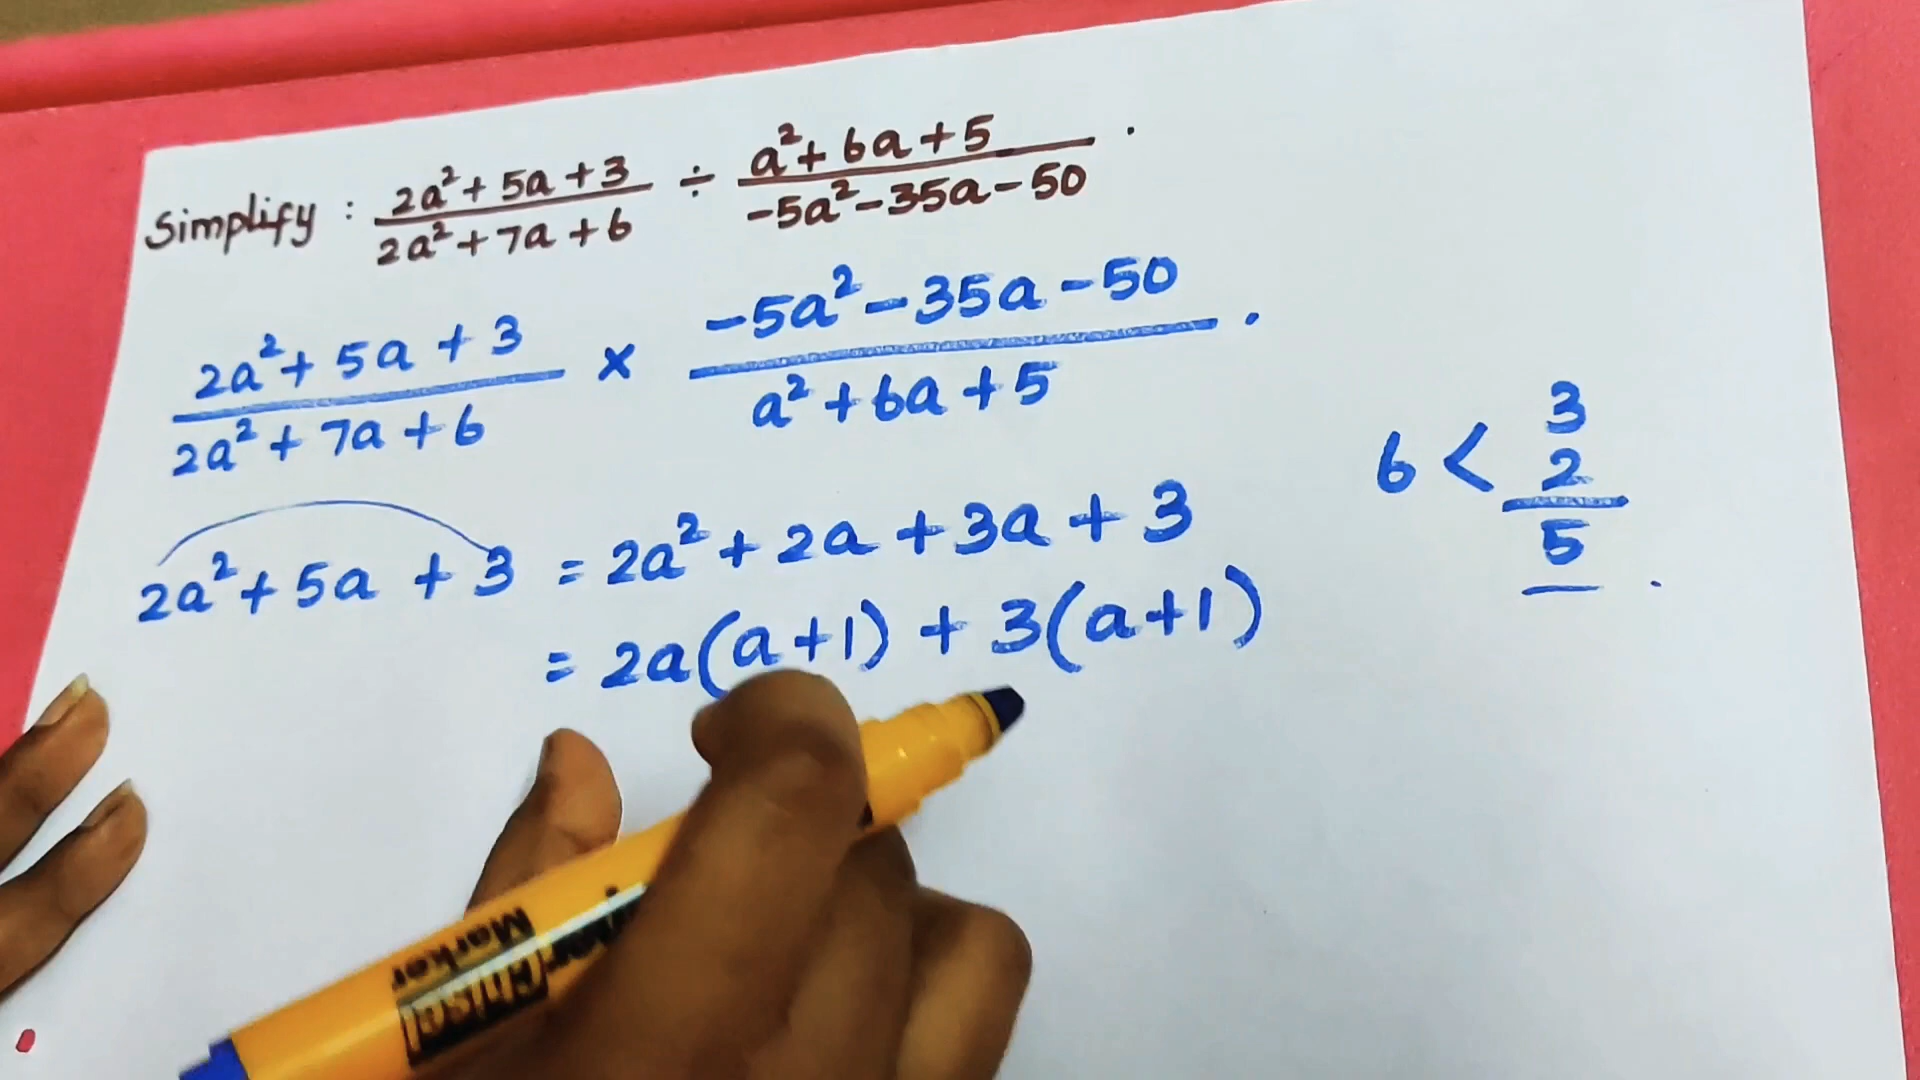 Simplify : (2a²+5a+3)/(2a²+7a+6) ÷ (a²+6a+5)/(-5a²-35a-50) .
(2a²+5a+3)/(2a²+7a+6) × (-5a²-35a-50)/(a²+6a+5) .
6 < 3
2
5
2a²+5a+3 = 2a²+2a+3a+3
= 2a(a+1)+3(a+1)
Marker